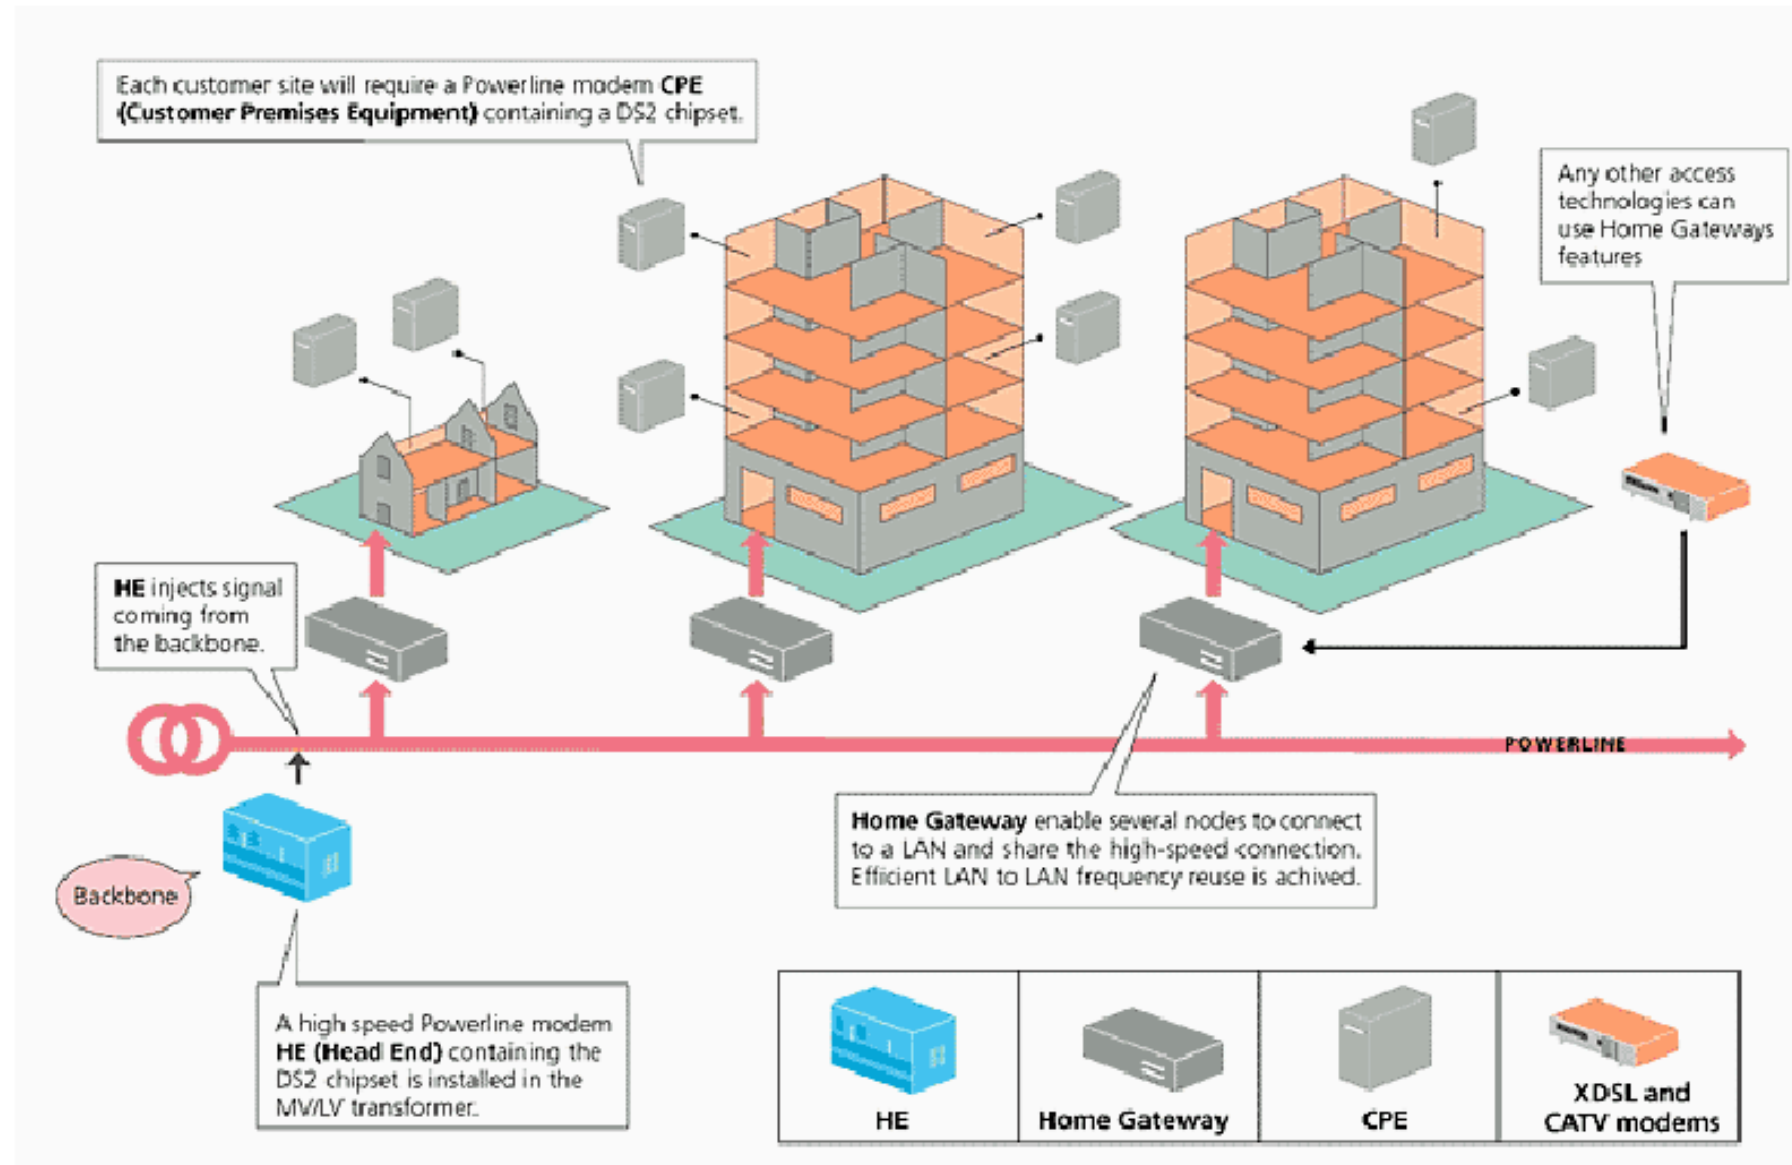 Each customer site will require a Powerline modem CPE
(Customer Premises Equipment) containing a DS2 chipset.
Any other access
technologies can
use Home Gateways
features
HE injects signal
coming from
the backbone.
POWERLINE
Backbone
Home Gateway enable several nodes to connect
to a LAN and share the high-speed connection.
Efficient LAN to LAN frequency reuse is achived.
A high speed Powerline modem
HE (Head End) containing the
DS2 chipset is installed in the
MV/LV transformer.
HE
Home Gateway
CPE
XDSL and
CATV modems